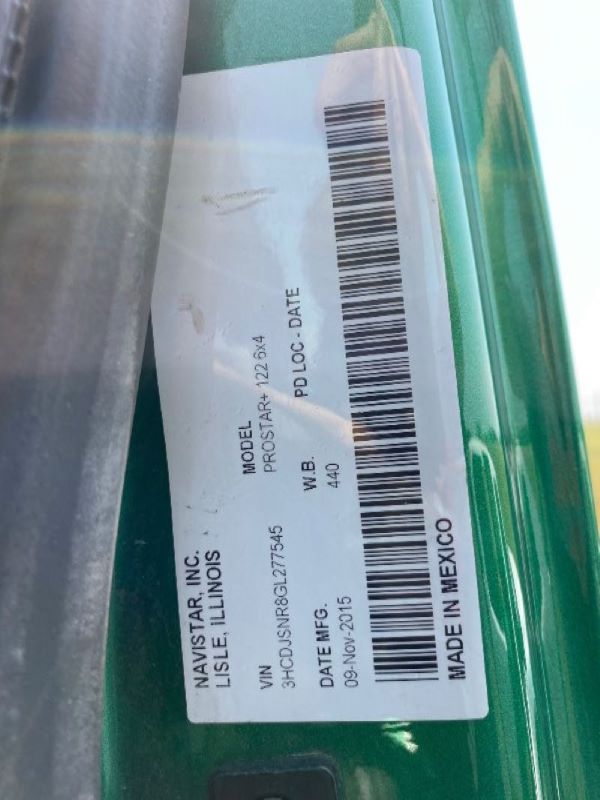 NAVISTAR, INC.
LISLE, ILLINOIS
VIN
3HCDJSNR8GL277545
MODEL
PROSTAR+ 122 6x4
DATE MFG.
09-Nov-2015
W.B.
440
PD LOC - DATE
MADE IN MEXICO